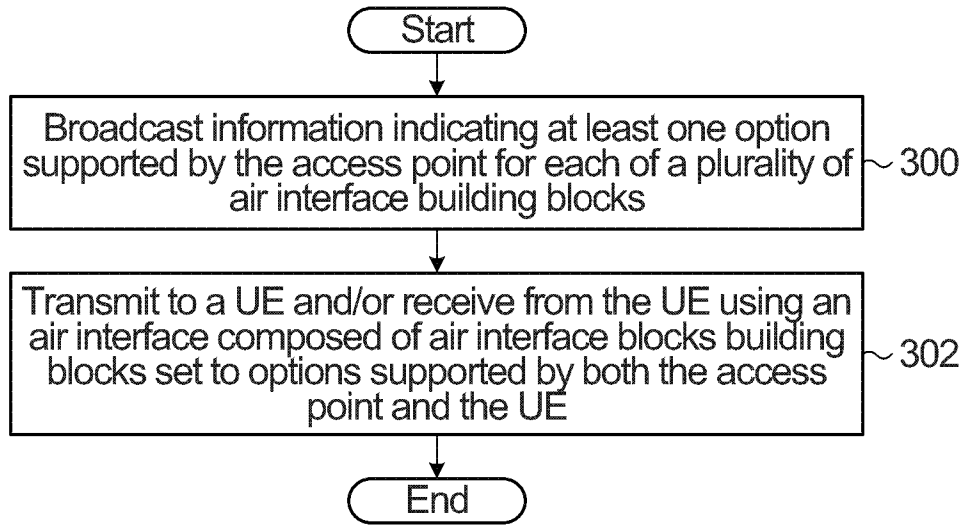 Start
Broadcast information indicating at least one option
supported by the access point for each of a plurality of
air interface building blocks
300
Transmit to a UE and/or receive from the UE using an
air interface composed of air interface blocks building
blocks set to options supported by both the access
point and the UE
302
End